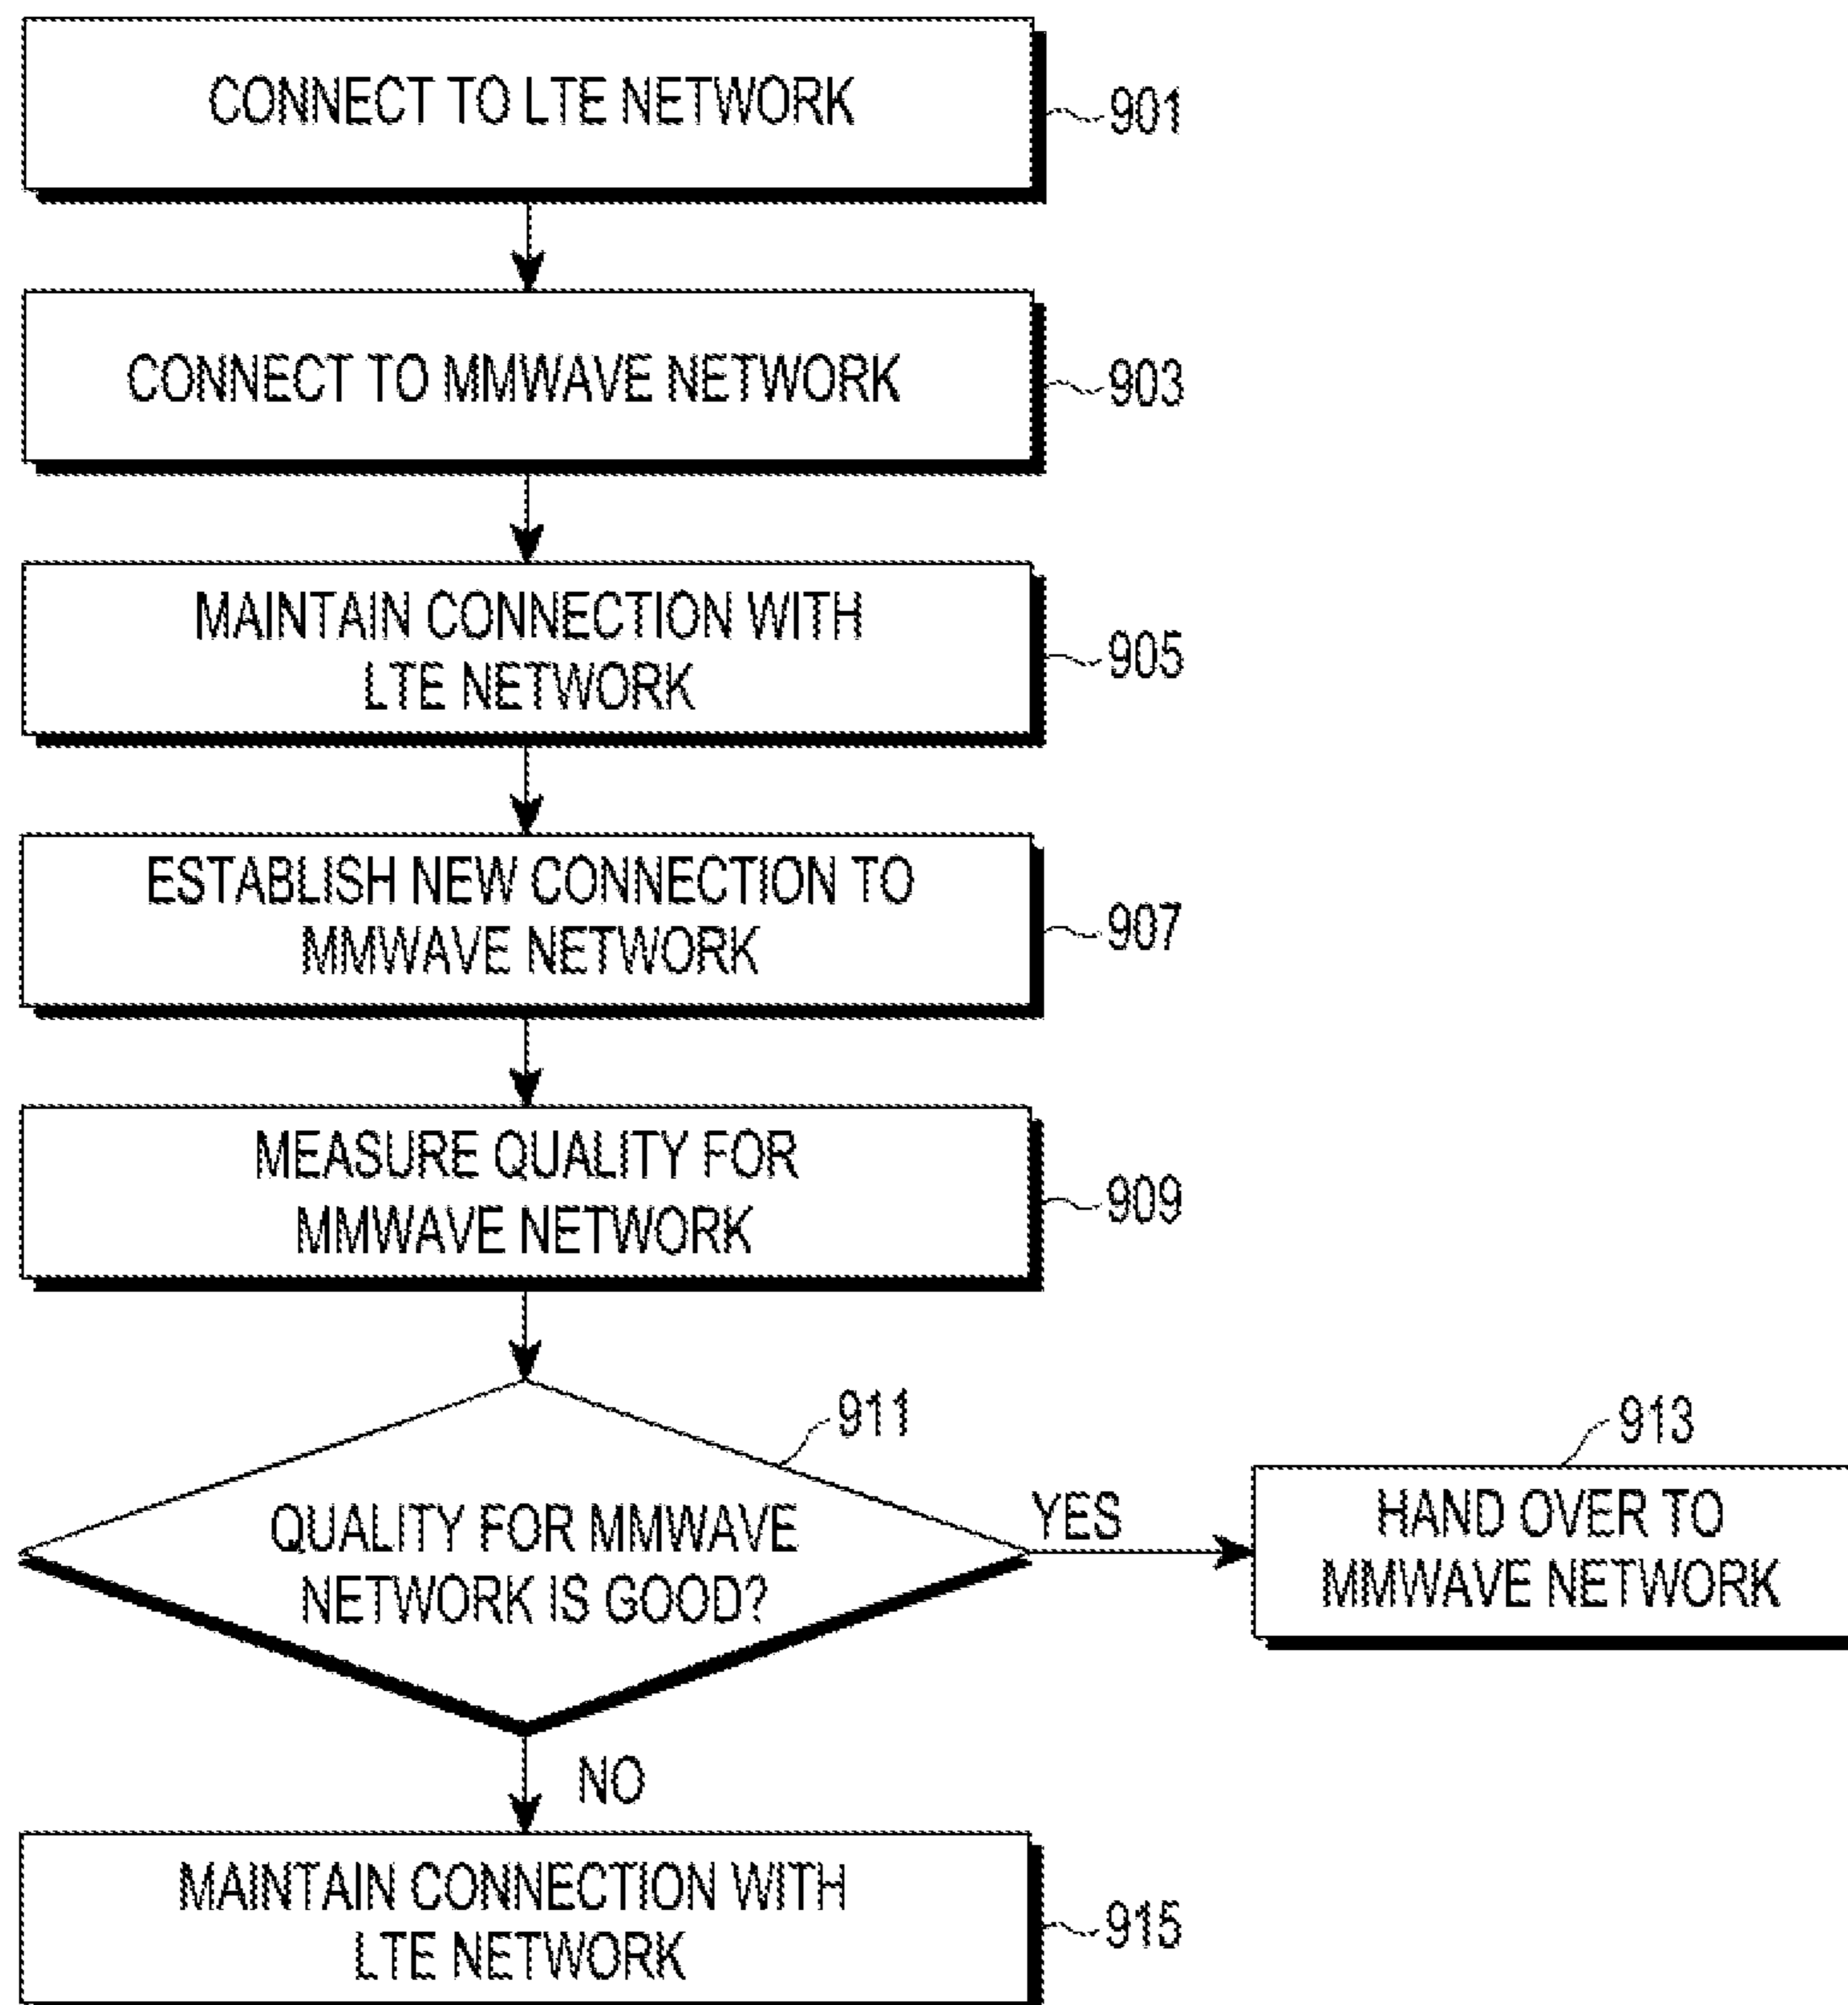 CONNECT TO LTE NETWORK
901
CONNECT TO MMWAVE NETWORK
903
MAINTAIN CONNECTION WITH
LTE NETWORK
905
ESTABLISH NEW CONNECTION TO
MMWAVE NETWORK
907
MEASURE QUALITY FOR
MMWAVE NETWORK
909
911
QUALITY FOR MMWAVE
NETWORK IS GOOD?
YES
913
HAND OVER TO
MMWAVE NETWORK
NO
MAINTAIN CONNECTION WITH
LTE NETWORK
915